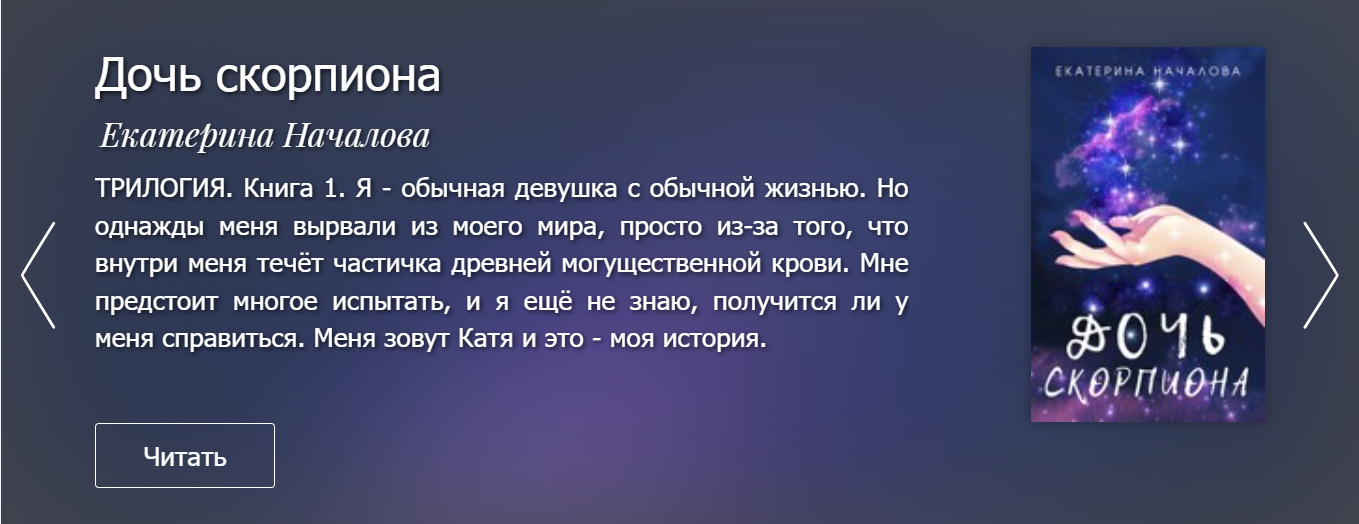 Дочь скорпиона
Екатерина Началова
ТРИЛОГИЯ. Книга 1. Я - обычная девушка с обычной жизнью. Но
однажды меня вырвали из моего мира, просто из-за того, что
внутри меня течёт частичка древней могущественной крови. Мне
предстоит многое испытать, и я ещё не знаю, получится ли у
меня справиться. Меня зовут Катя и это - моя история.
Читать
ЕКАТЕРИНА НАЧАЛОВА
ДОЧЬ
СКОРПИОНА